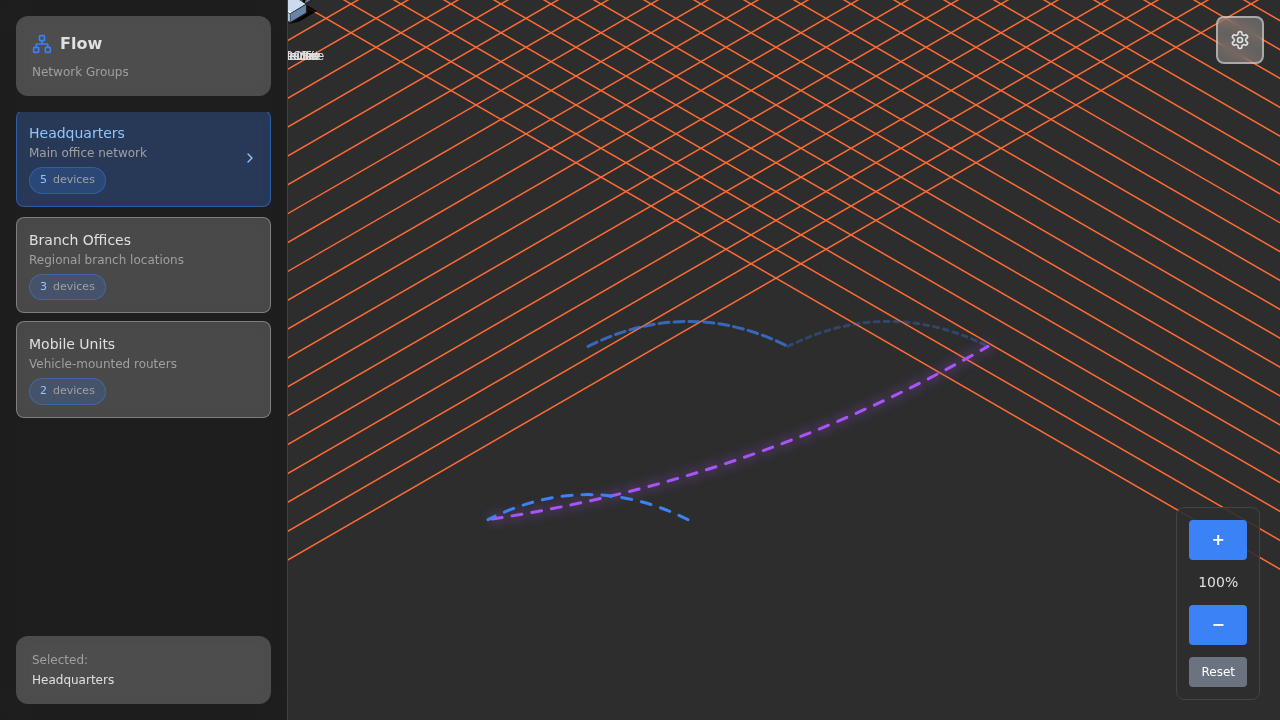 Flow
Network Groups
Headquarters
Main office network
5 devices
Branch Offices
Regional branch locations
3 devices
Mobile Units
Vehicle-mounted routers
2 devices
Selected:
Headquarters
+
100%
−
Reset